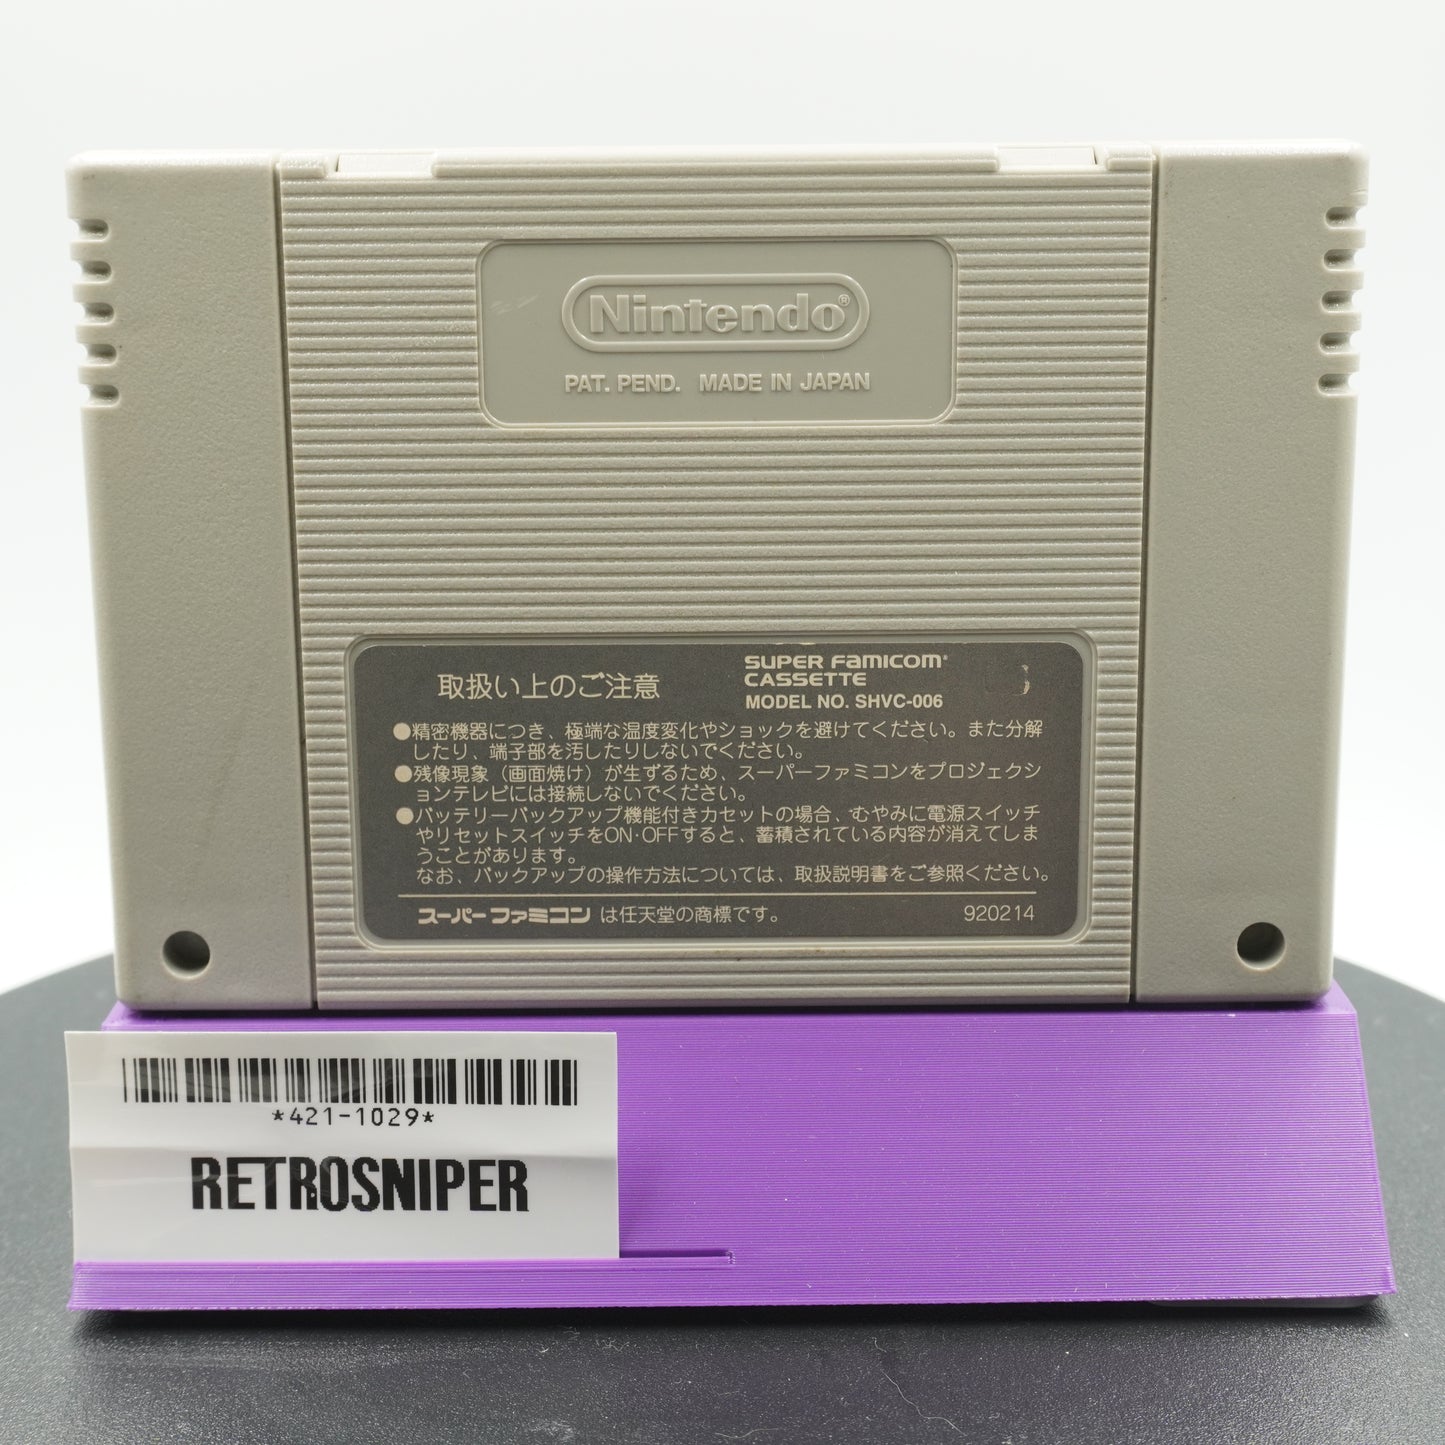 Nintendo®
PAT. PEND. MADE IN JAPAN
取扱い上のご注意
SUPER FAMICOM®
CASSETTE
MODEL NO. SHVC-006
●精密機器につき、極端な温度変化やショックを避けてください。また分解
したり、端子部を汚したりしないでください。
●残像現象（画面焼け）が生ずるため、スーパーファミコンをプロジェクシ
ョンテレビには接続しないでください。
●バッテリーバックアップ機能付きカセットの場合、むやみに電源スイッチ
やリセットスイッチをON・OFFすると、蓄積されている内容が消えてしま
うことがあります。
なお、バックアップの操作方法については、取扱説明書をご参照ください。
スーパーファミコン は任天堂の商標です。
920214
*421-1029*
RETROSNIPER